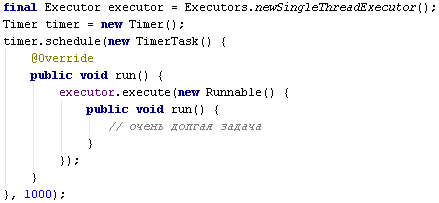 final Executor executor = Executors.newSingleThreadExecutor();
Timer timer = new Timer();
timer.schedule(new TimerTask() {
    @Override
    public void run() {
        executor.execute(new Runnable() {
            public void run() {
                // очень долгая задача
            }
        });
    }
}, 1000);